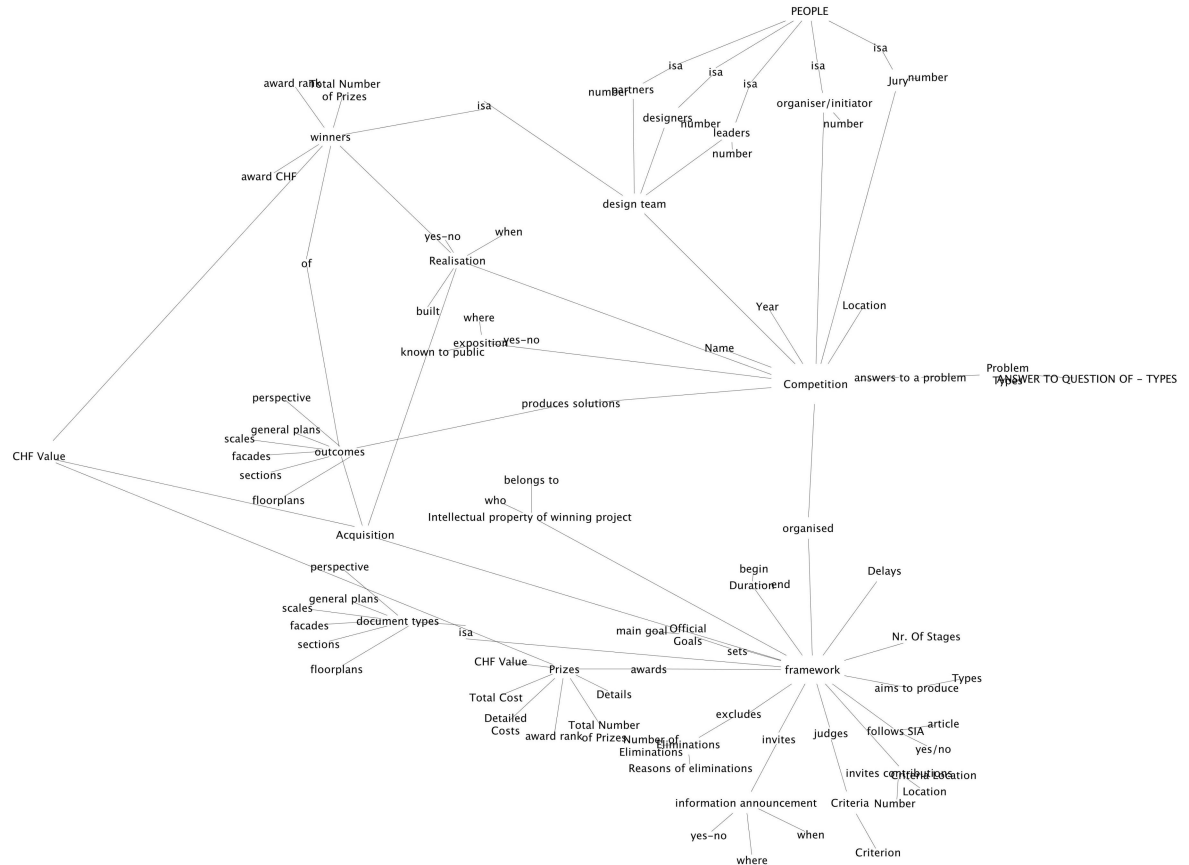 PEOPLE
isa
isa
isa
isa
isa
Jury
number
award rank
Total Number
of Prizes
number
partners
organiser/initiator
number
isa
designers
number
leaders
number
winners
award CHF
design team
yes-no
when
Realisation
of
built
where
exposition
yes-no
known to public
Year
Location
Name
Competition
answers to a problem
Problem
Types
ANSWER TO QUESTION OF - TYPES
produces solutions
perspective
general plans
scales
facades
outcomes
sections
floorplans
CHF Value
belongs to
who
Intellectual property of winning project
Acquisition
organised
perspective
general plans
scales
facades
document types
sections
floorplans
isa
begin
Duration
end
Delays
main goal
Official
Goals
sets
Nr. Of Stages
CHF Value
Prizes
awards
framework
Types
aims to produce
Total Cost
Details
Detailed
Costs
award rank
Total Number
of Prizes
excludes
Number of
Eliminations
Eliminations
Reasons of eliminations
invites
judges
follows SIA
article
yes/no
invites contributions
Criteria Location
Location
Number
information announcement
Criteria
yes-no
when
where
Criterion